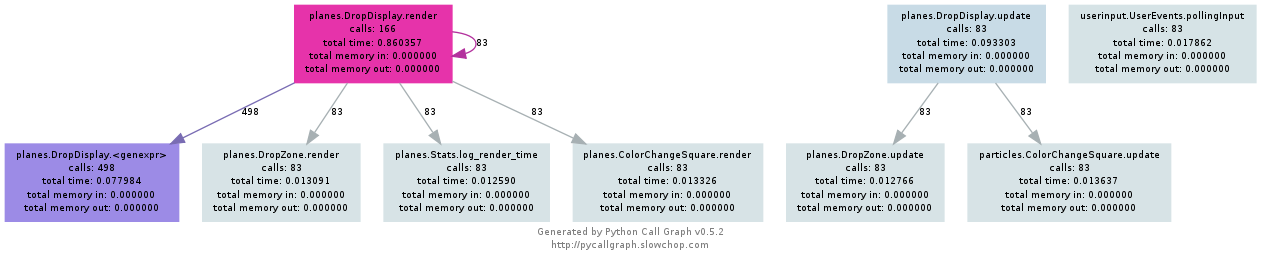 planes.DropDisplay.render
calls: 166
total time: 0.860357
total memory in: 0.000000
total memory out: 0.000000
83
planes.DropDisplay.update
calls: 83
total time: 0.093303
total memory in: 0.000000
total memory out: 0.000000
userinput.UserEvents.pollingInput
calls: 83
total time: 0.017862
total memory in: 0.000000
total memory out: 0.000000
498
83
83
83
83
83
planes.DropDisplay.<genexpr>
calls: 498
total time: 0.077984
total memory in: 0.000000
total memory out: 0.000000
planes.DropZone.render
calls: 83
total time: 0.013091
total memory in: 0.000000
total memory out: 0.000000
planes.Stats.log_render_time
calls: 83
total time: 0.012590
total memory in: 0.000000
total memory out: 0.000000
planes.ColorChangeSquare.render
calls: 83
total time: 0.013326
total memory in: 0.000000
total memory out: 0.000000
planes.DropZone.update
calls: 83
total time: 0.012766
total memory in: 0.000000
total memory out: 0.000000
particles.ColorChangeSquare.update
calls: 83
total time: 0.013637
total memory in: 0.000000
total memory out: 0.000000
Generated by Python Call Graph v0.5.2
http://pycallgraph.slowchop.com